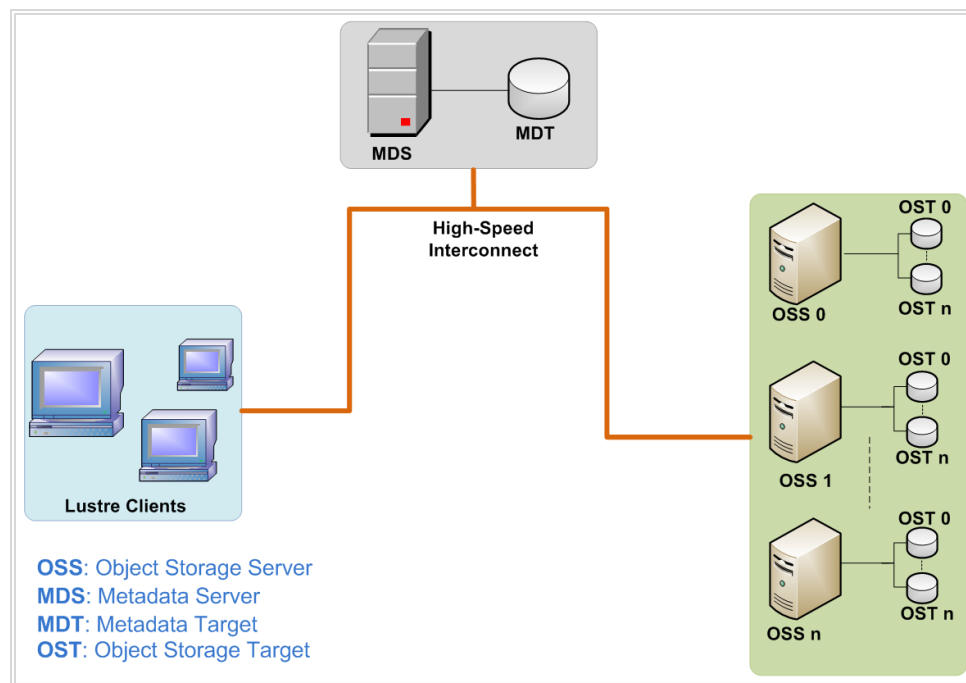 MDS
MDT
High-Speed
Interconnect
OST 0
OST n
OSS 0
OST 0
OST n
OSS 1
OST 0
OST n
OSS n
Lustre Clients
OSS: Object Storage Server
MDS: Metadata Server
MDT: Metadata Target
OST: Object Storage Target